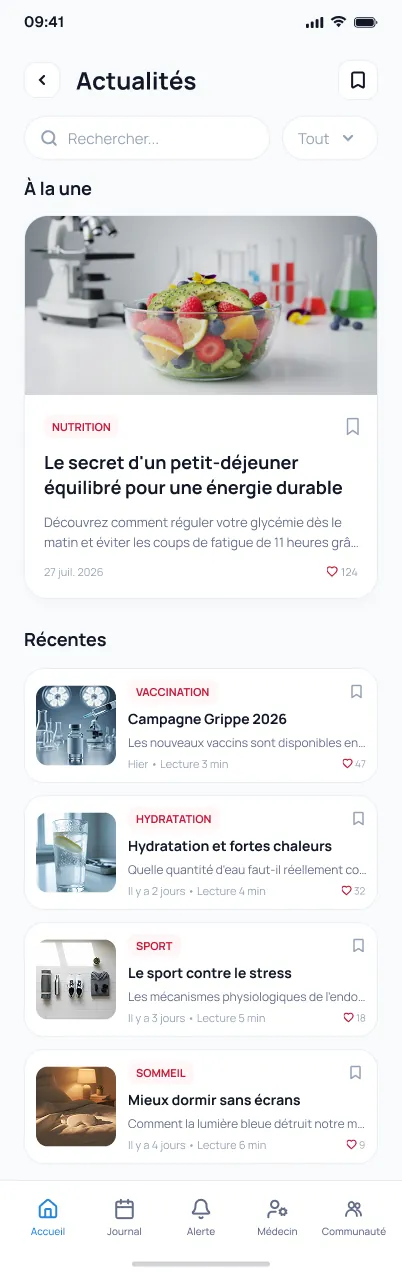 09:41
Actualités
Rechercher...
Tout
À la une
NUTRITION
Le secret d'un petit-déjeuner
équilibré pour une énergie durable
Découvrez comment réguler votre glycémie dès le
matin et éviter les coups de fatigue de 11 heures grâ...
27 juil. 2026
124
Récentes
VACCINATION
Campagne Grippe 2026
Les nouveaux vaccins sont disponibles en...
Hier • Lecture 3 min
47
HYDRATATION
Hydratation et fortes chaleurs
Quelle quantité d'eau faut-il réellement co...
Il y a 2 jours • Lecture 4 min
32
SPORT
Le sport contre le stress
Les mécanismes physiologiques de l'endo...
Il y a 3 jours • Lecture 5 min
18
SOMMEIL
Mieux dormir sans écrans
Comment la lumière bleue détruit notre m...
Il y a 4 jours • Lecture 6 min
9
Accueil
Journal
Alerte
Médecin
Communauté